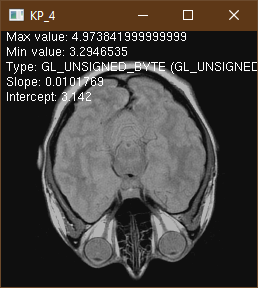 KP_4
Max value: 4.973841999999999
Min value: 3.2946535
Type: GL_UNSIGNED_BYTE (GL_UNSIGNED
Slope: 0.0101769
Intercept: 3.142